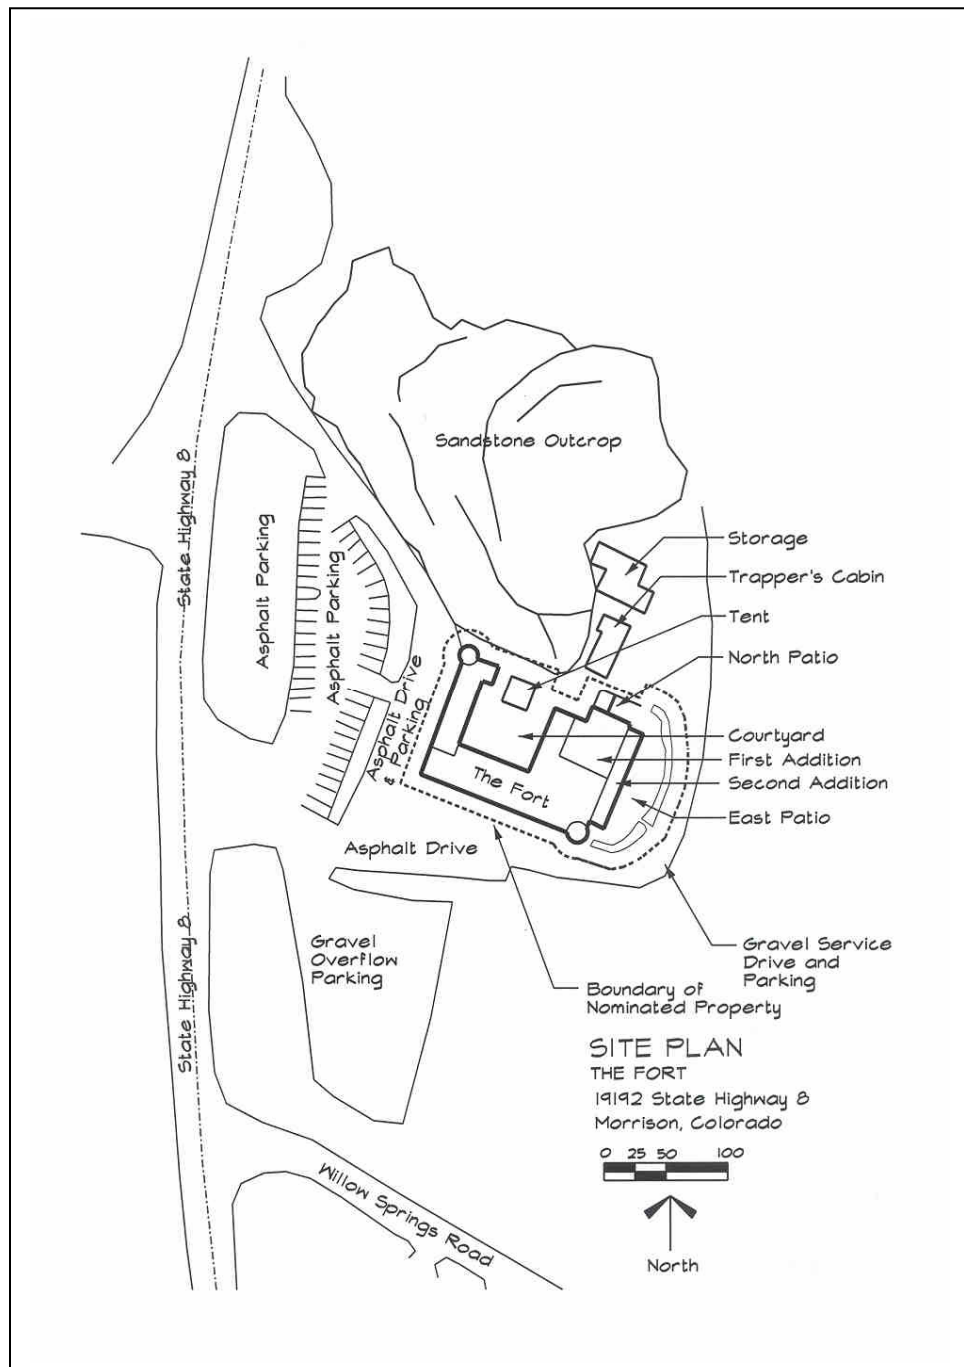 State Highway 8
Asphalt Parking
Asphalt Parking
Asphalt Drive
& Parking
Sandstone Outcrop
Storage
Trapper's Cabin
Tent
North Patio
Courtyard
First Addition
Second Addition
East Patio
The Fort
Asphalt Drive
State Highway 8
Gravel
Overflow
Parking
Gravel Service
Drive and
Parking
Boundary of
Nominated Property
SITE PLAN
THE FORT
19192 State Highway 8
Morrison, Colorado
0 25 50 100
North
Willow Springs Road